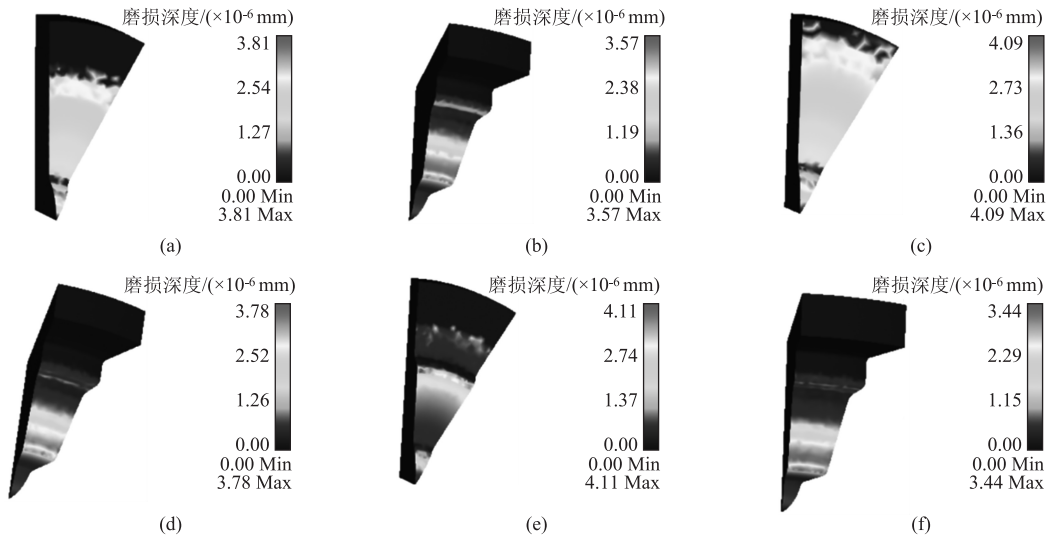 磨损深度/(×10-6 mm)
3.81
2.54
1.27
0.00
0.00 Min
3.81 Max
(a)
磨损深度/(×10-6 mm)
3.57
2.38
1.19
0.00
0.00 Min
3.57 Max
(b)
磨损深度/(×10-6 mm)
4.09
2.73
1.36
0.00
0.00 Min
4.09 Max
(c)
磨损深度/(×10-6 mm)
3.78
2.52
1.26
0.00
0.00 Min
3.78 Max
(d)
磨损深度/(×10-6 mm)
4.11
2.74
1.37
0.00
0.00 Min
4.11 Max
(e)
磨损深度/(×10-6 mm)
3.44
2.29
1.15
0.00
0.00 Min
3.44 Max
(f)